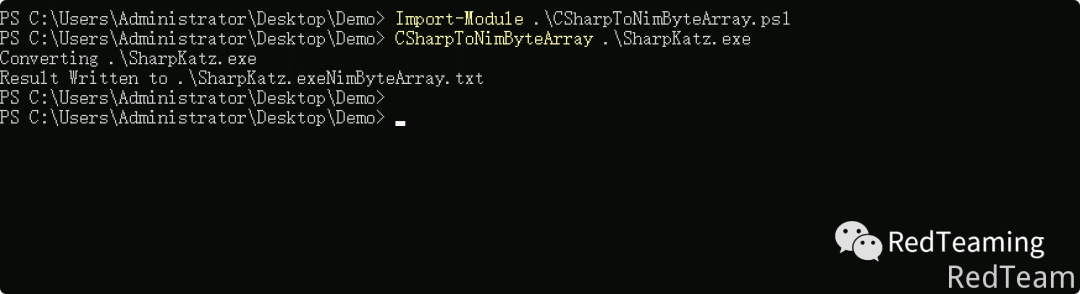 PS C:\Users\Administrator\Desktop\Demo> Import-Module .\CSharpToNimByteArray.ps1
PS C:\Users\Administrator\Desktop\Demo> CSharpToNimByteArray .\SharpKatz.exe
Converting .\SharpKatz.exe
Result Written to .\SharpKatz.exeNimByteArray.txt
PS C:\Users\Administrator\Desktop\Demo>
PS C:\Users\Administrator\Desktop\Demo>
RedTeaming
RedTeam